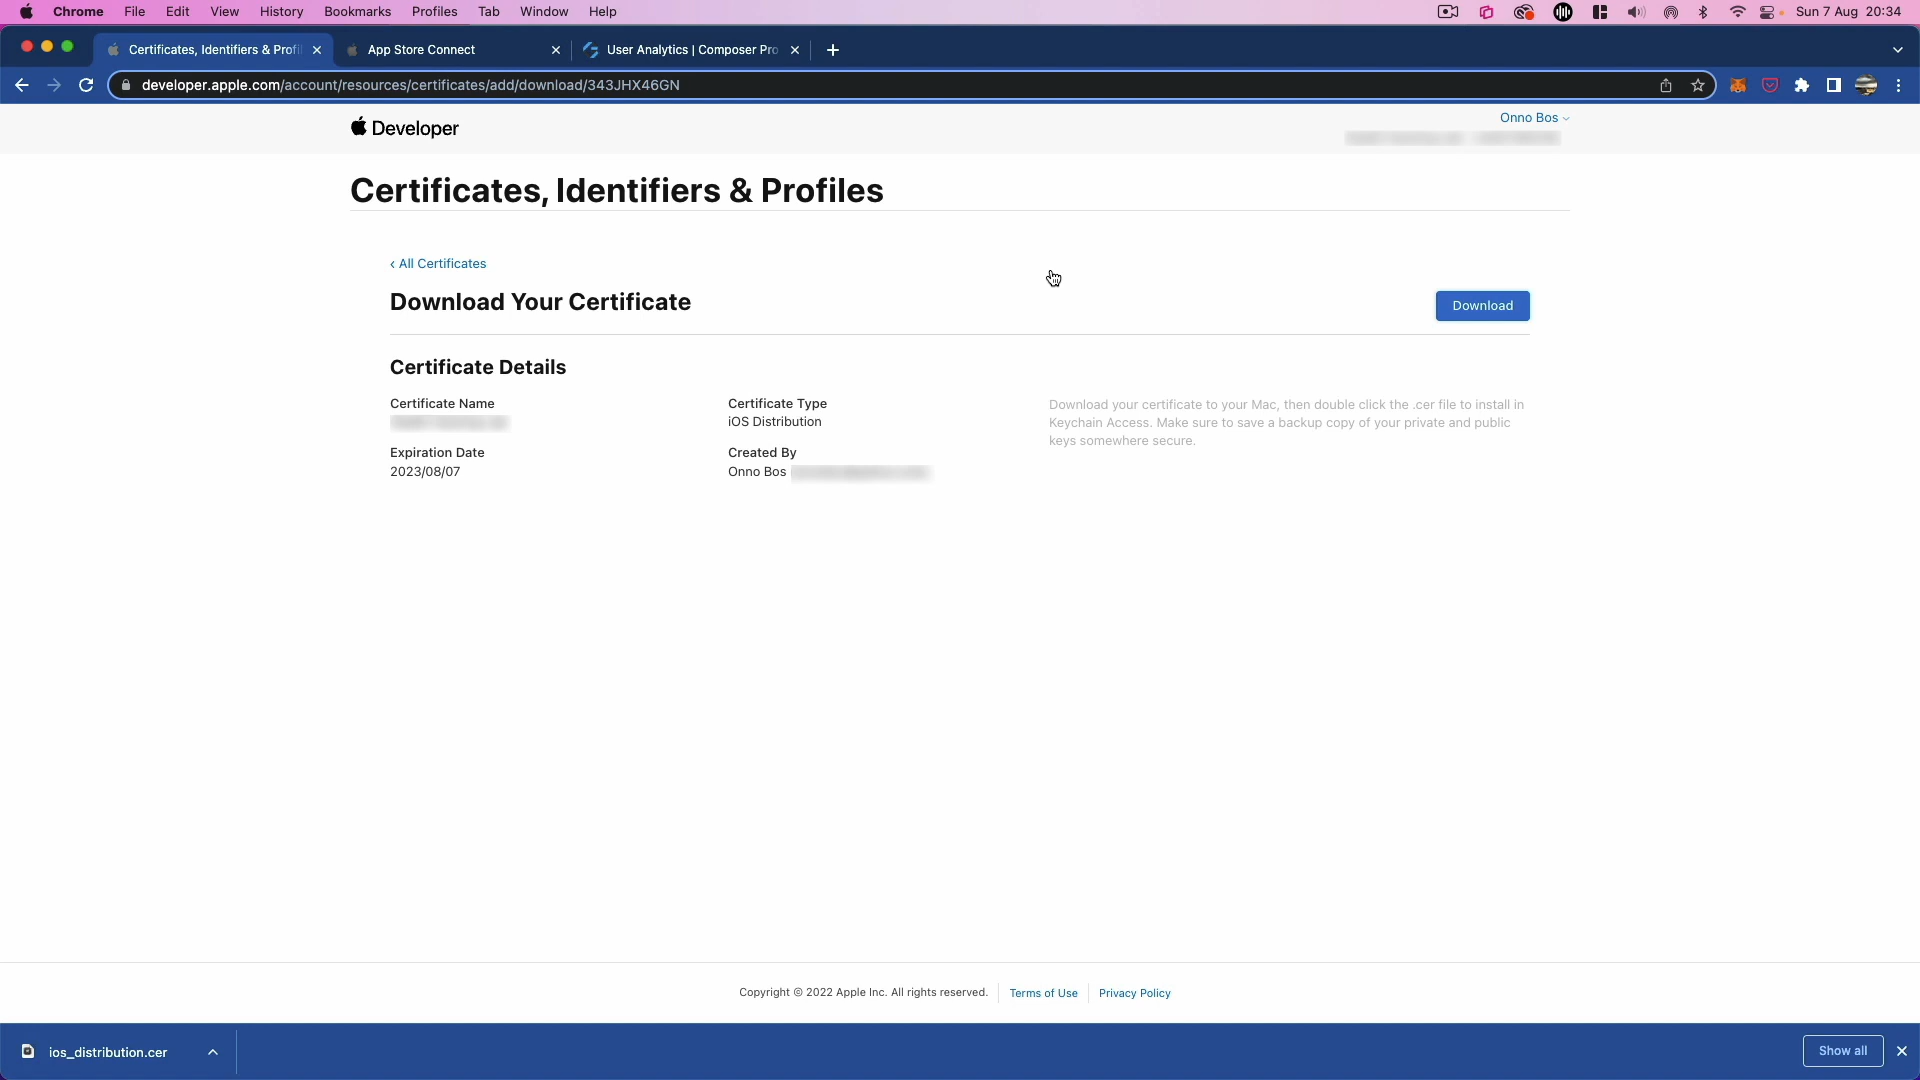 Chrome File Edit View History Bookmarks Profiles Tab Window Help Sun 7 Aug 20:34
Certificates, Identifiers & Profi App Store Connect User Analytics | Composer Pro
developer.apple.com/account/resources/certificates/add/download/343JHX46GN
Developer
Onno Bos
Certificates, Identifiers & Profiles
‹ All Certificates
Download Your Certificate
Download
Certificate Details
Certificate Name
Certificate Type
iOS Distribution
Expiration Date
2023/08/07
Created By
Onno Bos
Download your certificate to your Mac, then double click the .cer file to install in
Keychain Access. Make sure to save a backup copy of your private and public
keys somewhere secure.
Copyright © 2022 Apple Inc. All rights reserved. Terms of Use Privacy Policy
ios_distribution.cer
Show all